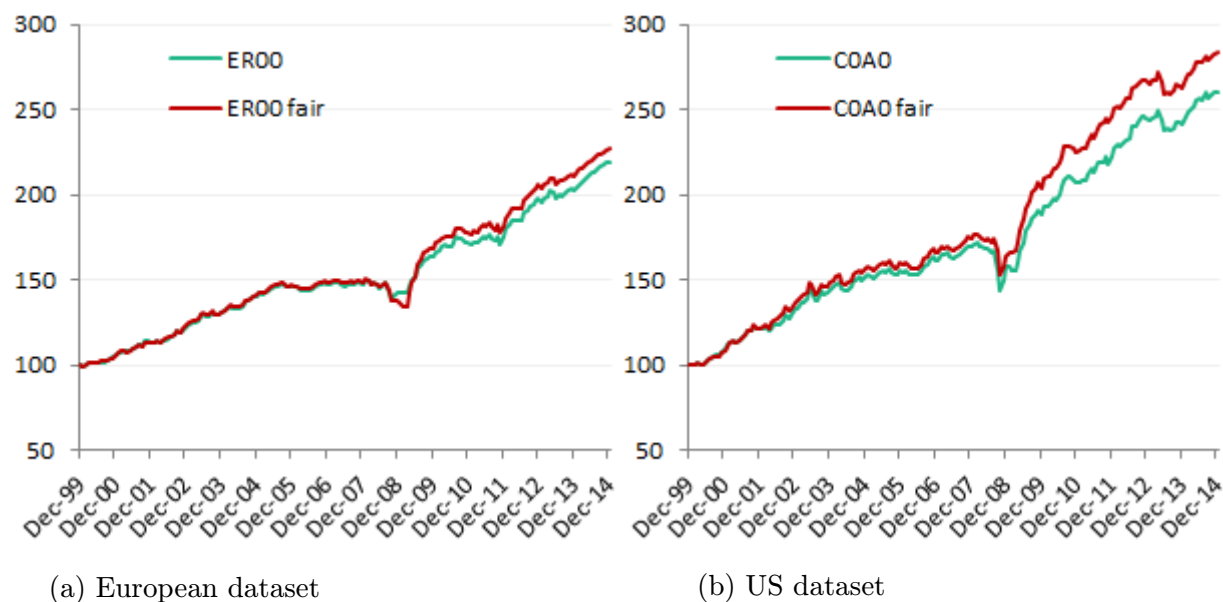 300
250
200
150
100
50
ER00
ER00 fair
Dec-99
Dec-00
Dec-01
Dec-02
Dec-03
Dec-04
Dec-05
Dec-06
Dec-07
Dec-08
Dec-09
Dec-10
Dec-11
Dec-12
Dec-13
Dec-14
(a) European dataset
300
250
200
150
100
50
C0A0
C0A0 fair
Dec-99
Dec-00
Dec-01
Dec-02
Dec-03
Dec-04
Dec-05
Dec-06
Dec-07
Dec-08
Dec-09
Dec-10
Dec-11
Dec-12
Dec-13
Dec-14
(b) US dataset